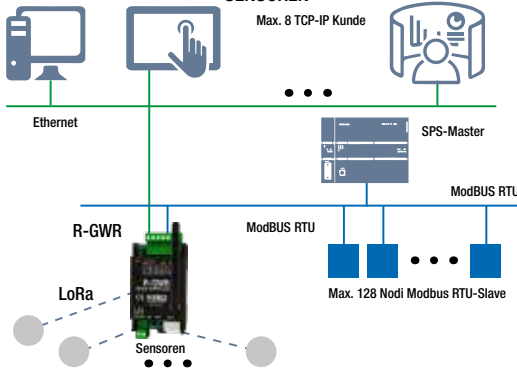 SENSOREN
Max. 8 TCP-IP Kunde
Ethernet
SPS-Master
ModBUS RTU
R-GWR
ModBUS RTU
LoRa
Max. 128 Nodi Modbus RTU-Slave
Sensoren